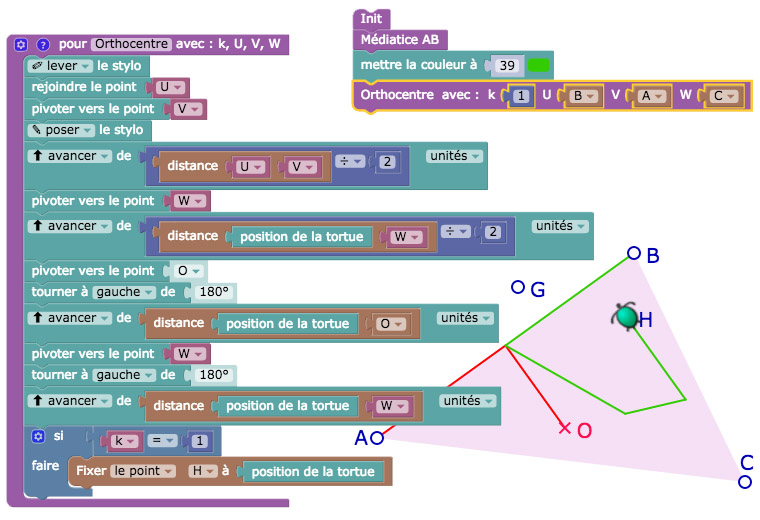 pour Orthocentre avec : k, U, V, W
lever le stylo
rejoindre le point U
pivoter vers le point V
poser le stylo
avancer de distance U V ÷ 2 unités
pivoter vers le point W
avancer de distance position de la tortue W ÷ 2 unités
pivoter vers le point O
tourner à gauche de 180°
avancer de distance position de la tortue O unités
pivoter vers le point W
tourner à gauche de 180°
avancer de distance position de la tortue W unités
si k = 1
faire Fixer le point H à position de la tortue
Init
Médiatice AB
mettre la couleur à 39
Orthocentre avec : k 1 U B V A W C
B
G
H
A
O
C